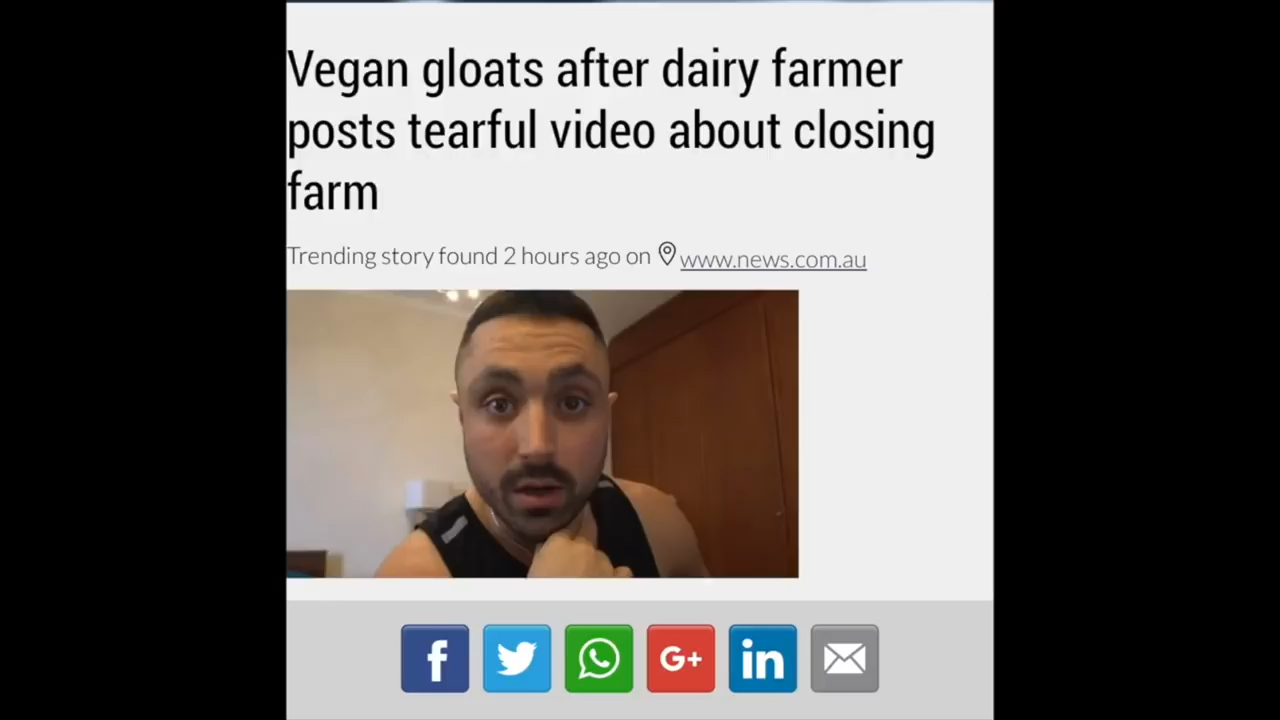 Vegan gloats after dairy farmer
posts tearful video about closing
farm
Trending story found 2 hours ago on www.news.com.au
f G+ in